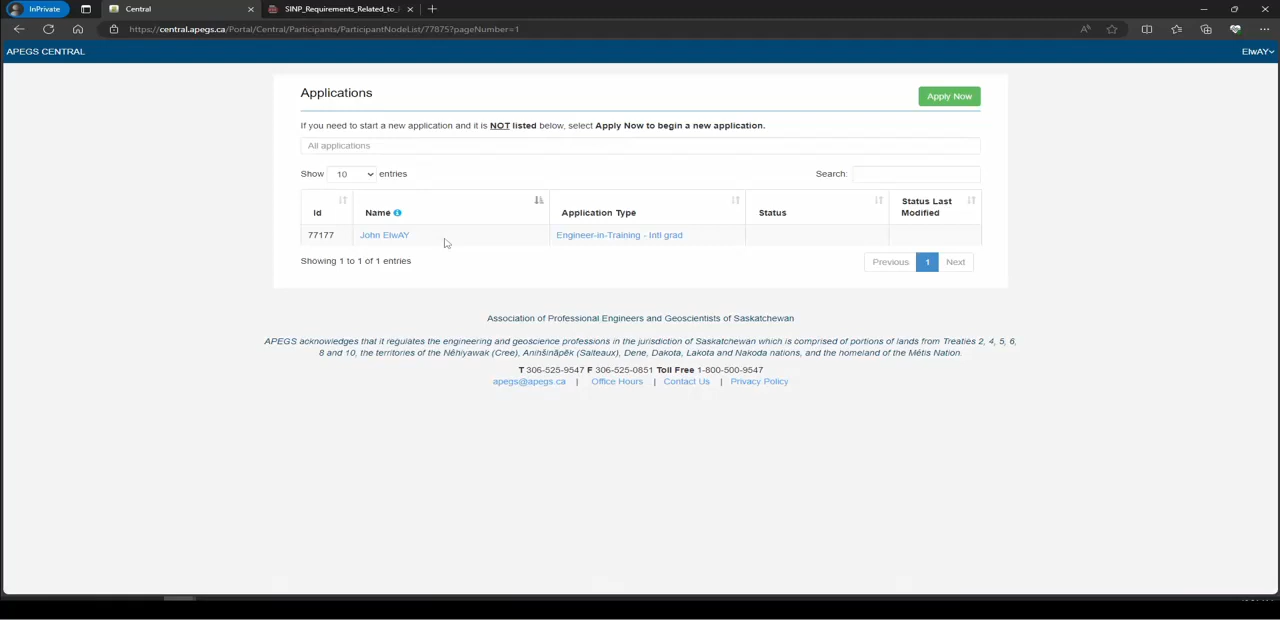 InPrivate
Central
SINP_Requirements_Related_to_
https://central.apegs.ca/Portal/Central/Participants/ParticipantNodeList/77875?pageNumber=1
APEGS CENTRAL
ElwAY
Applications
Apply Now
If you need to start a new application and it is NOT listed below, select Apply Now to begin a new application.
All applications
Show 10 entries
Search:
Id Name Application Type Status Status Last Modified
77177 John ElwAY Engineer-in-Training - Intl grad
Showing 1 to 1 of 1 entries
Previous 1 Next
Association of Professional Engineers and Geoscientists of Saskatchewan
APEGS acknowledges that it regulates the engineering and geoscience professions in the jurisdiction of Saskatchewan which is comprised of portions of lands from Treaties 2, 4, 5, 6,
8 and 10, the territories of the Nêhiyawak (Cree), Anihšināpēk (Salteaux), Dene, Dakota, Lakota and Nakoda nations, and the homeland of the Métis Nation.
T 306-525-9547 F 306-525-0851 Toll Free 1-800-500-9547
apegs@apegs.ca | Office Hours | Contact Us | Privacy Policy